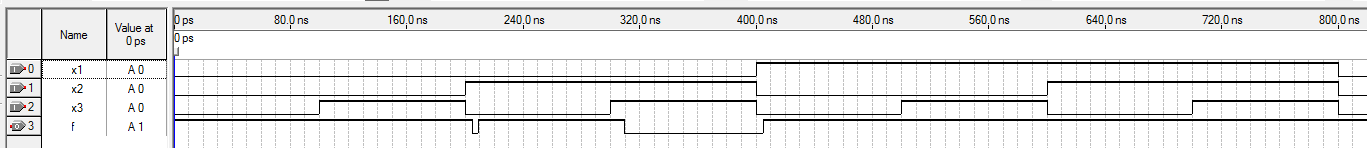 0 ps 80.0 ns 160.0 ns 240.0 ns 320.0 ns 400.0 ns 480.0 ns 560.0 ns 640.0 ns 720.0 ns 800.0 ns
Name Value at 0 ps 0 ps
0 x1 A 0
1 x2 A 0
2 x3 A 0
3 f A 1